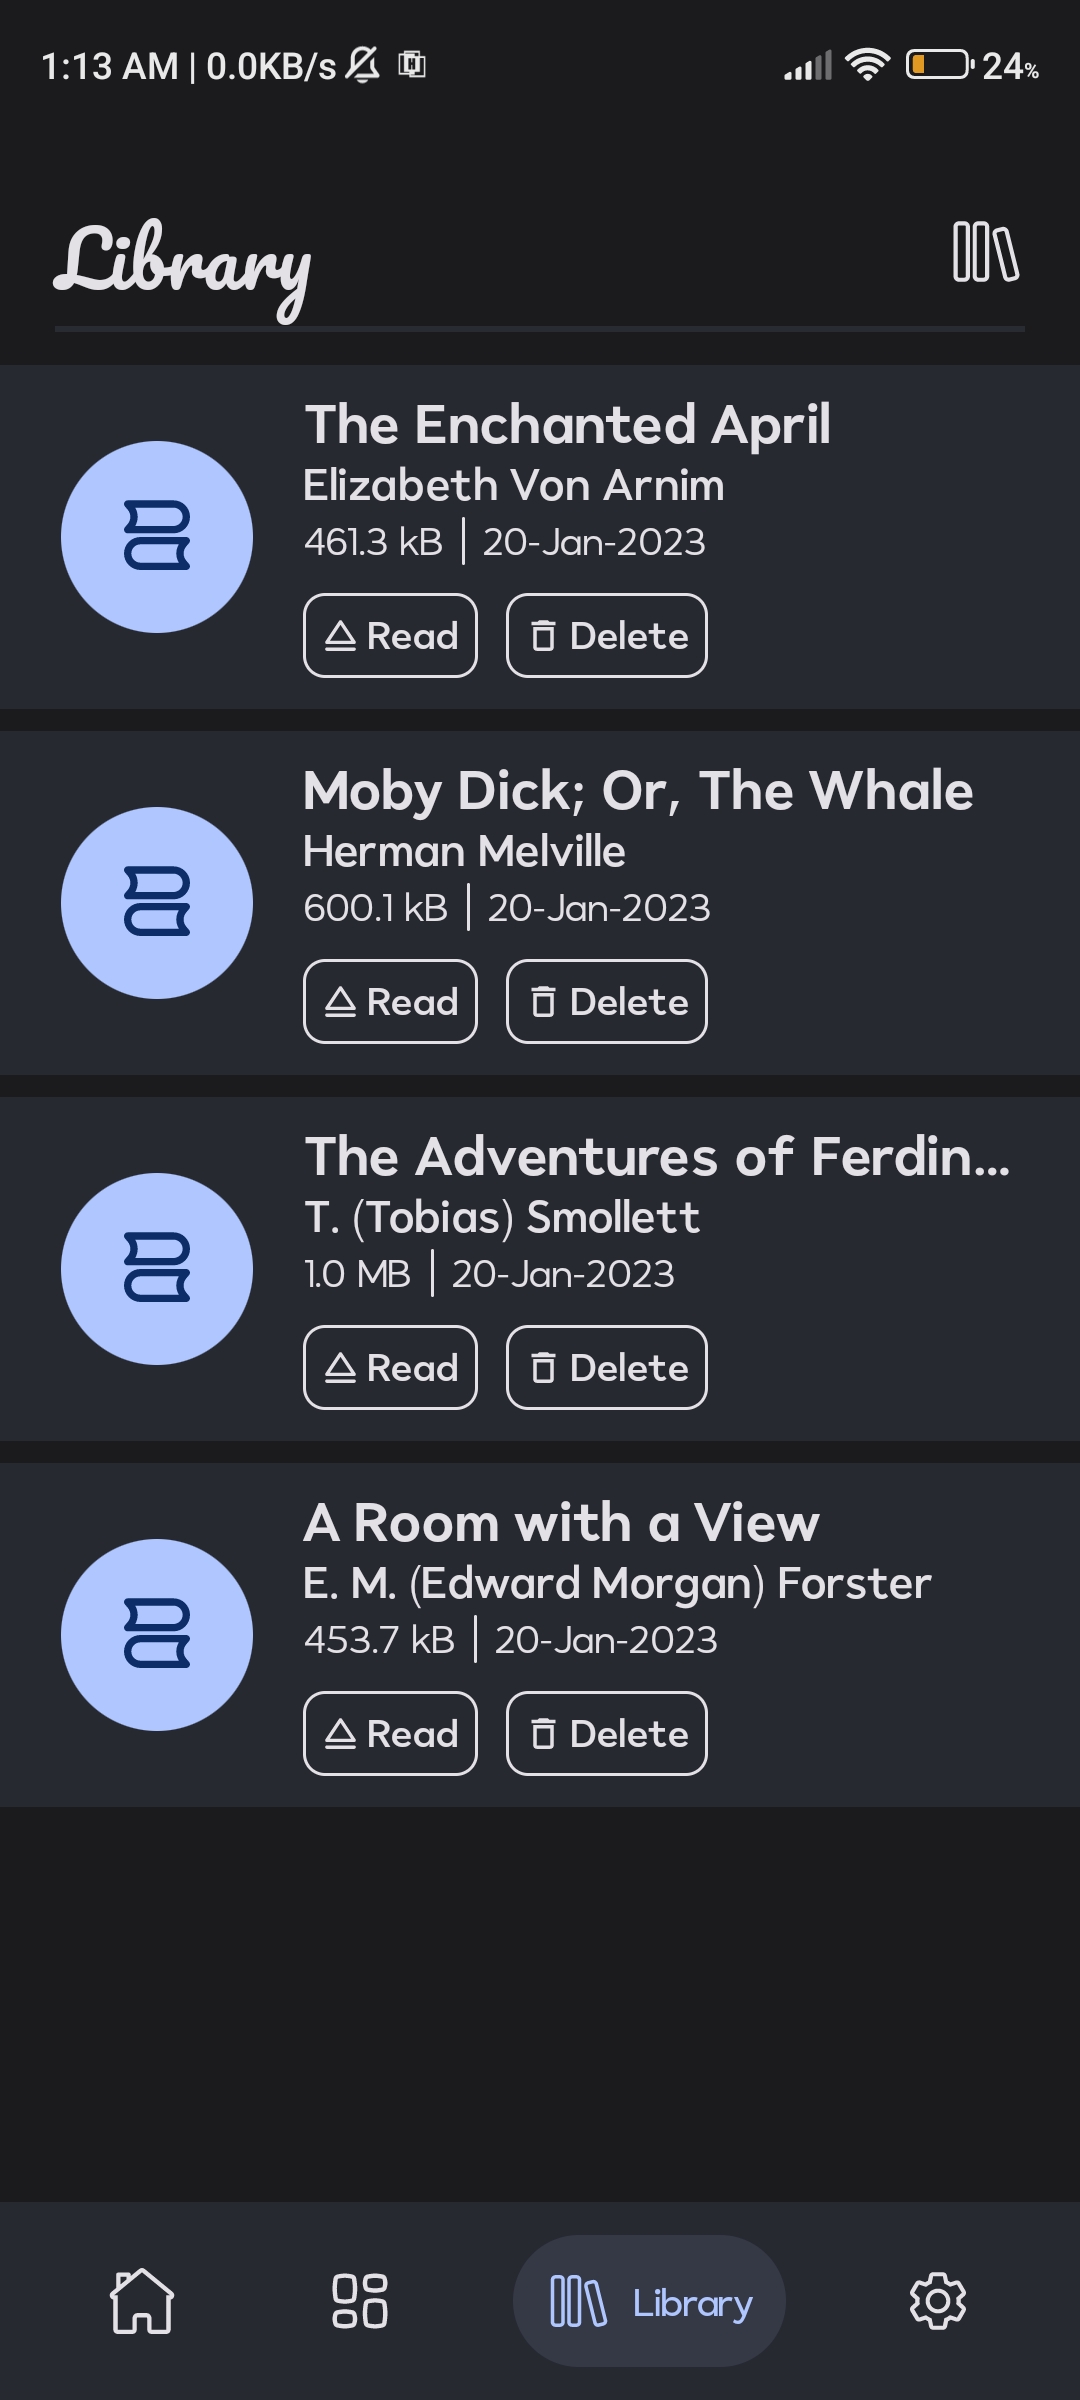 1:13 AM | 0.0KB/s 24%
Library
The Enchanted April
Elizabeth Von Arnim
461.3 kB | 20-Jan-2023
Read Delete
Moby Dick; Or, The Whale
Herman Melville
600.1 kB | 20-Jan-2023
Read Delete
The Adventures of Ferdin...
T. (Tobias) Smollett
1.0 MB | 20-Jan-2023
Read Delete
A Room with a View
E. M. (Edward Morgan) Forster
453.7 kB | 20-Jan-2023
Read Delete
Library